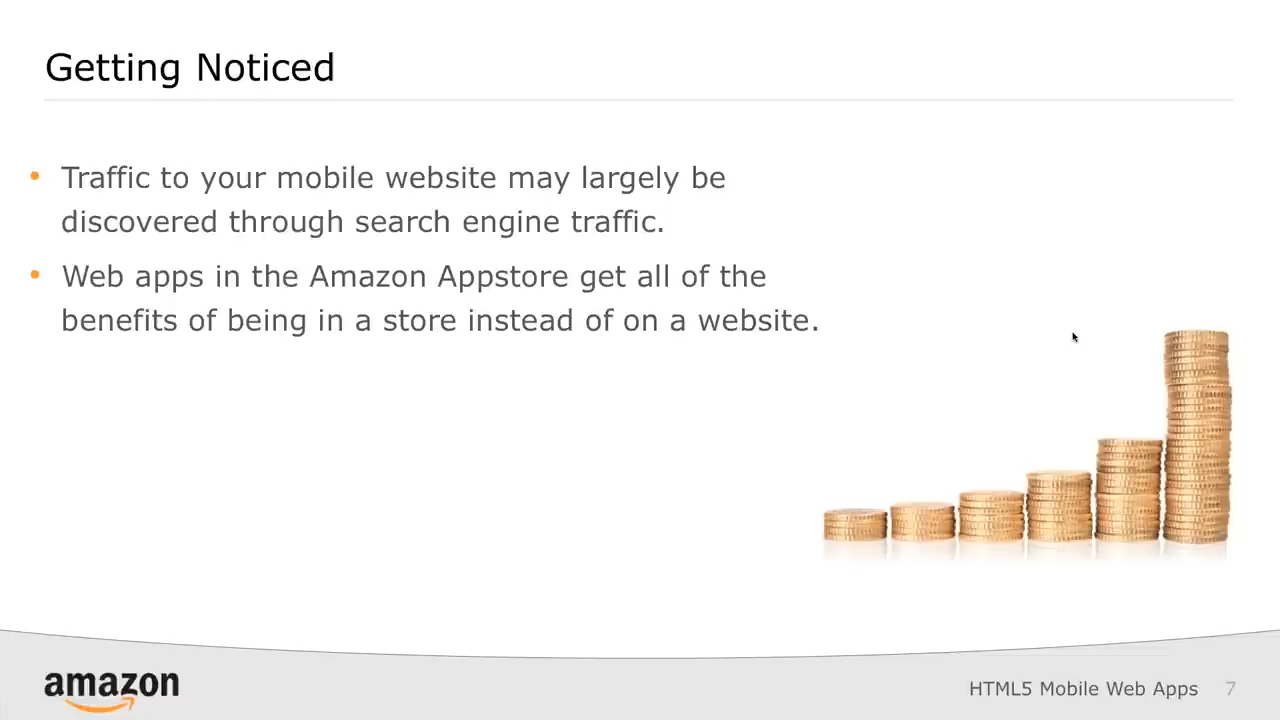 Getting Noticed
• Traffic to your mobile website may largely be
discovered through search engine traffic.
• Web apps in the Amazon Appstore get all of the
benefits of being in a store instead of on a website.
amazon
HTML5 Mobile Web Apps 7